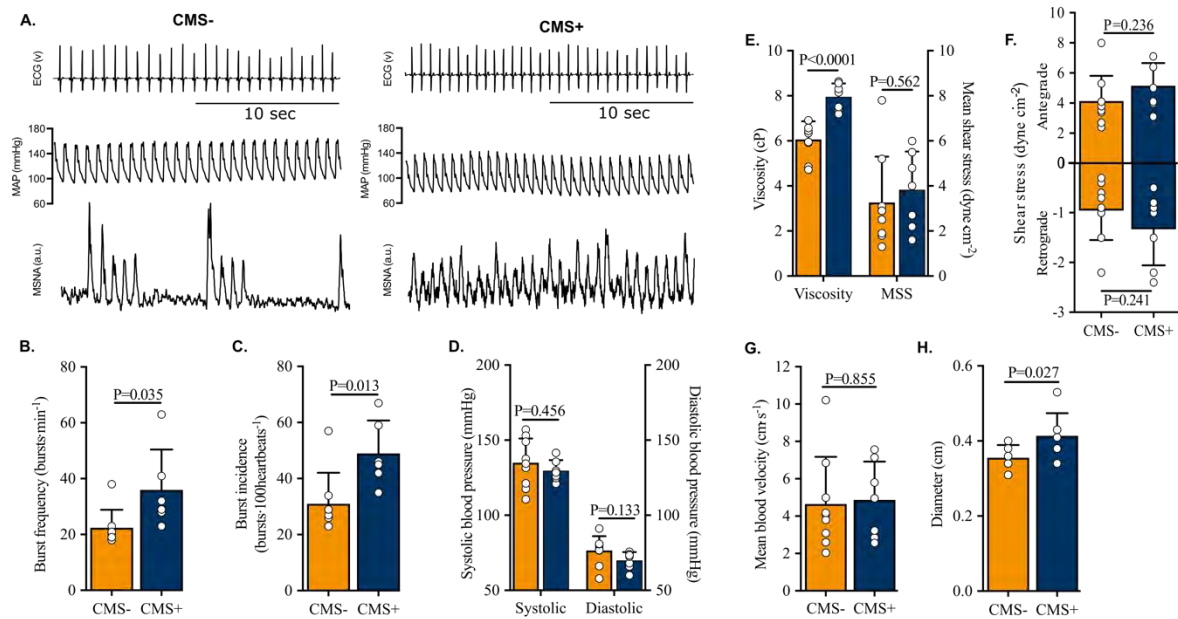 A.
CMS-
CMS+
ECG (v)
ECG (v)
10 sec
10 sec
MAP (mmHg)
180
140
100
60
MAP (mmHg)
180
140
100
60
MSNA (a.u.)
MSNA (a.u.)
B.
Burst frequency (bursts·min-1)
80
60
40
20
0
P=0.035
CMS-
CMS+
C.
Burst incidence
(bursts·100heartbeats-1)
80
60
40
20
0
P=0.013
CMS-
CMS+
D.
Systolic blood pressure (mmHg)
200
150
100
50
P=0.456
P=0.133
Systolic
Diastolic
200
150
100
50
Diastolic blood pressure (mmHg)
E.
Viscosity (cP)
10
8
6
4
2
0
P<0.0001
P=0.562
Viscosity
MSS
10
8
6
4
2
0
Mean shear stress (dyne cm-2)
F.
Shear stress (dyne cm-2)
Antegrade
Retrograde
10
8
6
4
2
0
-1
-2
-3
P=0.236
P=0.241
CMS-
CMS+
G.
Mean blood velocity (cm·s-1)
12
10
8
6
4
2
0
P=0.855
CMS-
CMS+
H.
Diameter (cm)
0.6
0.4
0.2
0.0
P=0.027
CMS-
CMS+